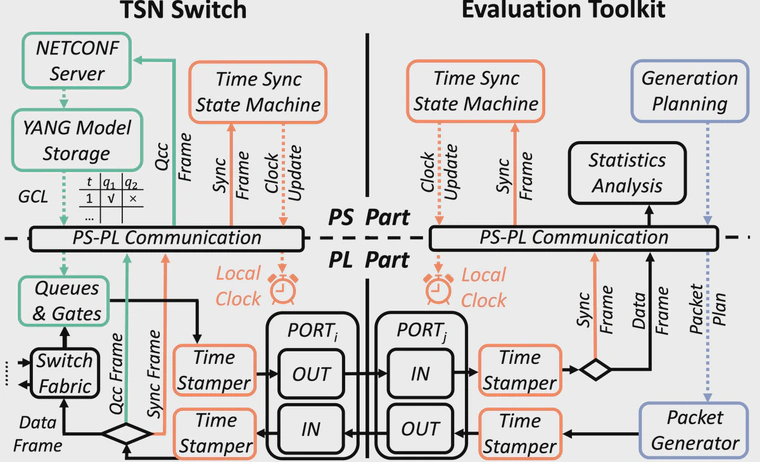 TSN Switch
Evaluation Toolkit
NETCONF
Server
YANG Model
Storage
GCL
t q1 q2
1 √ ×
...
Qcc
Frame
Time Sync
State Machine
Sync
Frame
Clock
Update
Time Sync
State Machine
Clock
Update
Sync
Frame
Generation
Planning
Statistics
Analysis
PS Part
PS-PL Communication
PS-PL Communication
PL Part
Queues
& Gates
Local
Clock
Local
Clock
Switch
Fabric
......
Data
Frame
Qcc Frame
Sync Frame
Time
Stamper
Time
Stamper
PORTi
OUT
IN
PORTj
IN
OUT
Time
Stamper
Time
Stamper
Sync
Frame
Data
Frame
Packet
Plan
Packet
Generator